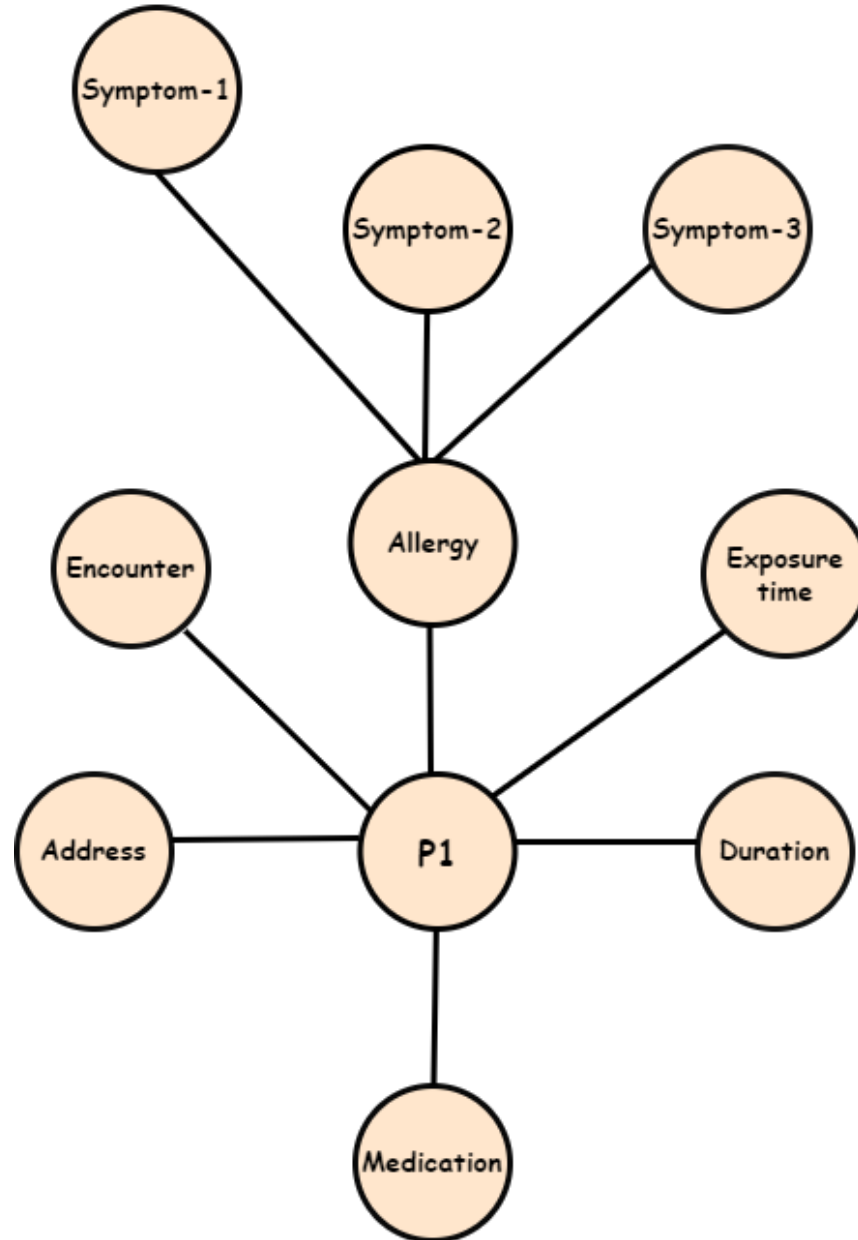 Symptom-1
Symptom-2
Symptom-3
Allergy
Encounter
Exposure
time
Address
P1
Duration
Medication